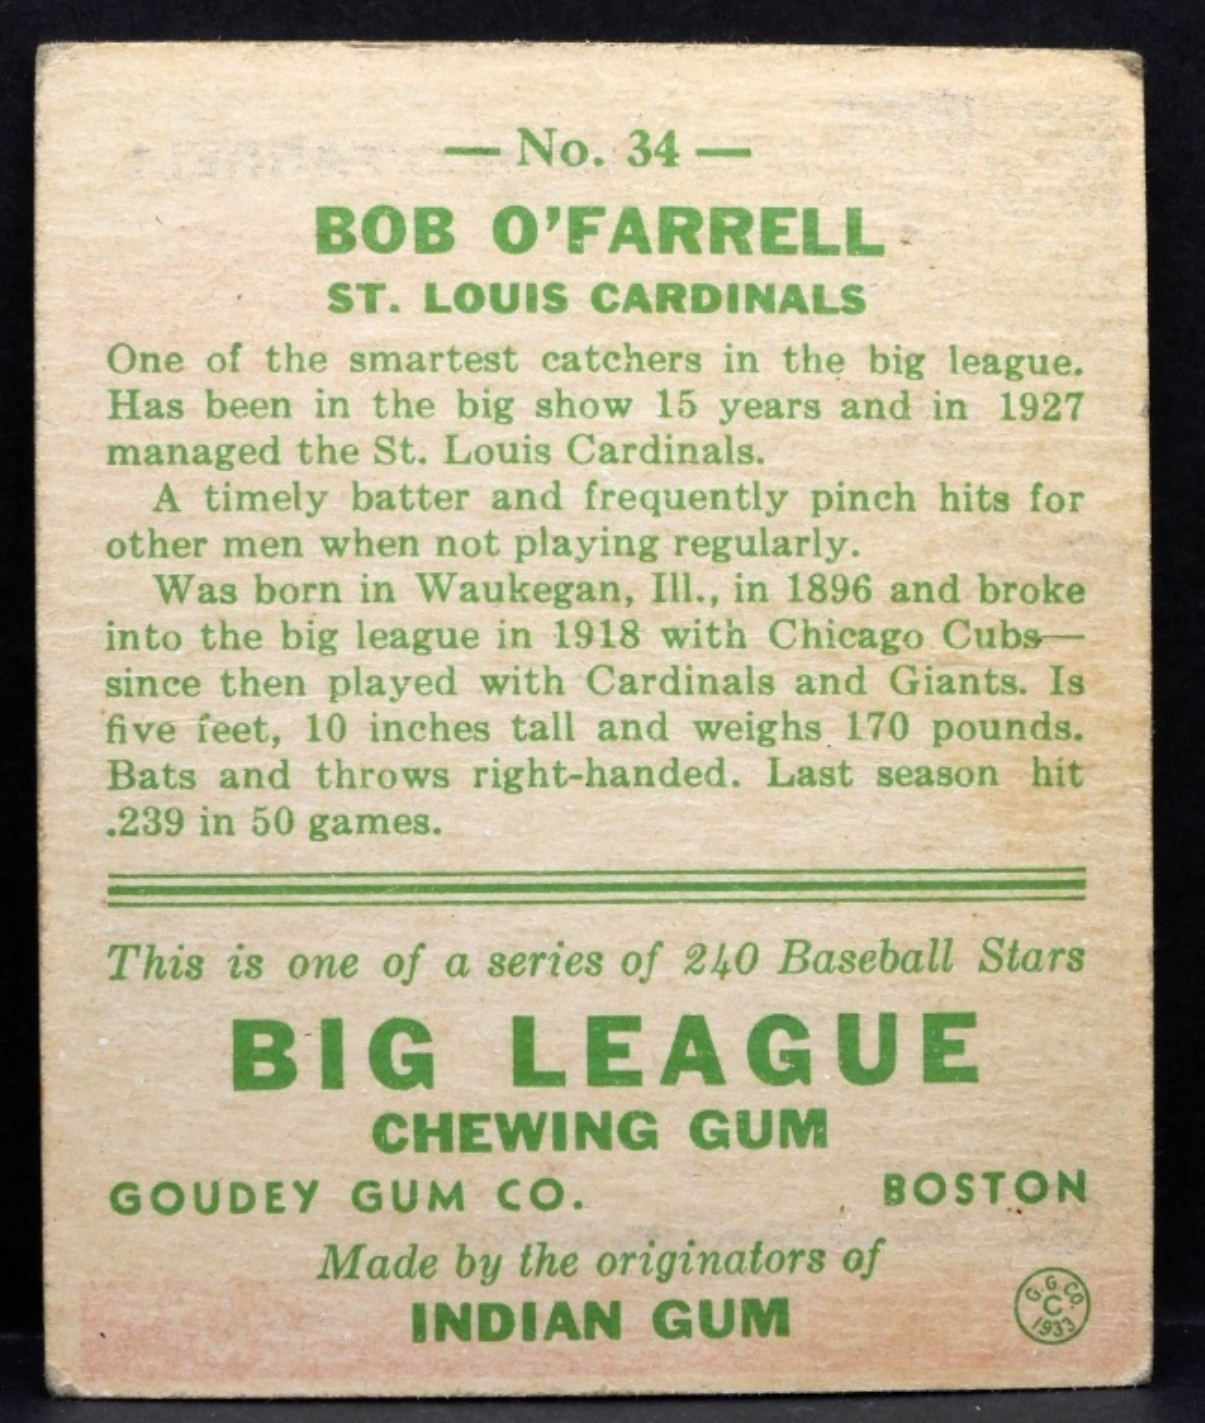 — No. 34 —
BOB O'FARRELL
ST. LOUIS CARDINALS
One of the smartest catchers in the big league.
Has been in the big show 15 years and in 1927
managed the St. Louis Cardinals.
A timely batter and frequently pinch hits for
other men when not playing regularly.
Was born in Waukegan, Ill., in 1896 and broke
into the big league in 1918 with Chicago Cubs—
since then played with Cardinals and Giants. Is
five feet, 10 inches tall and weighs 170 pounds.
Bats and throws right-handed. Last season hit
.239 in 50 games.
This is one of a series of 240 Baseball Stars
BIG LEAGUE
CHEWING GUM
GOUDEY GUM CO. BOSTON
Made by the originators of
INDIAN GUM
G. G. CO.
C
1933